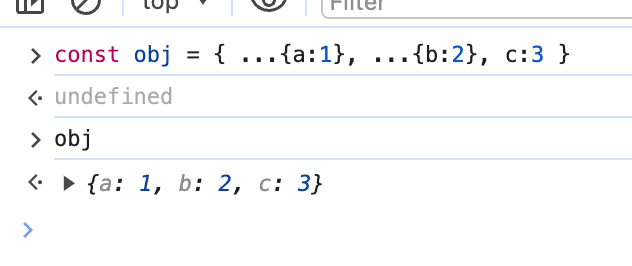 top Filter
const obj = { ...{a:1}, ...{b:2}, c:3 }
undefined
obj
{a: 1, b: 2, c: 3}